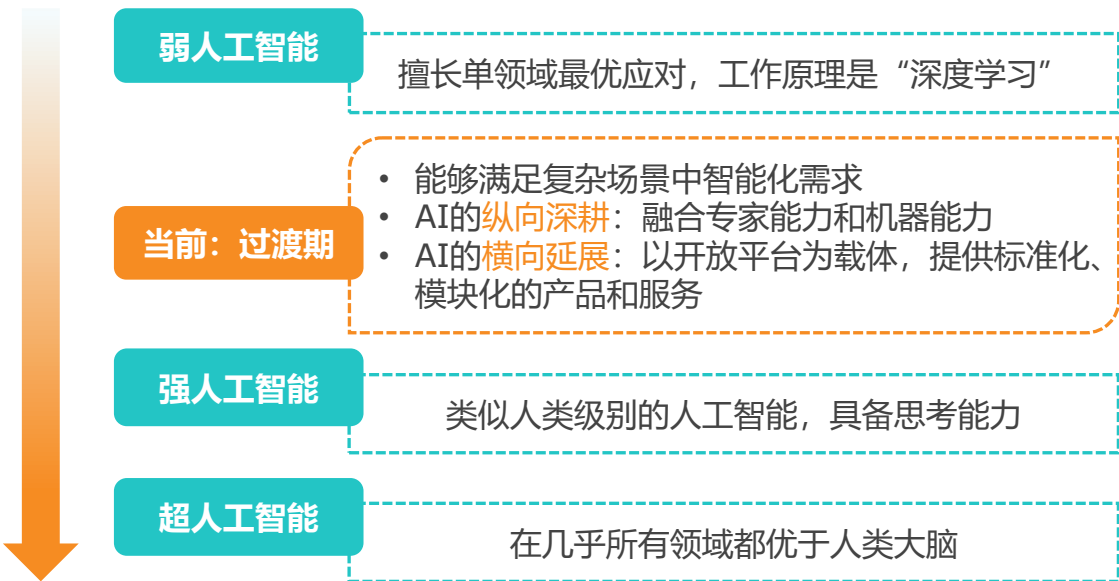 弱人工智能
擅长单领域最优应对，工作原理是“深度学习”
当前：过渡期
• 能够满足复杂场景中智能化需求
• AI的纵向深耕：融合专家能力和机器能力
• AI的横向延展：以开放平台为载体，提供标准化、
模块化的产品和服务
强人工智能
类似人类级别的人工智能，具备思考能力
超人工智能
在几乎所有领域都优于人类大脑